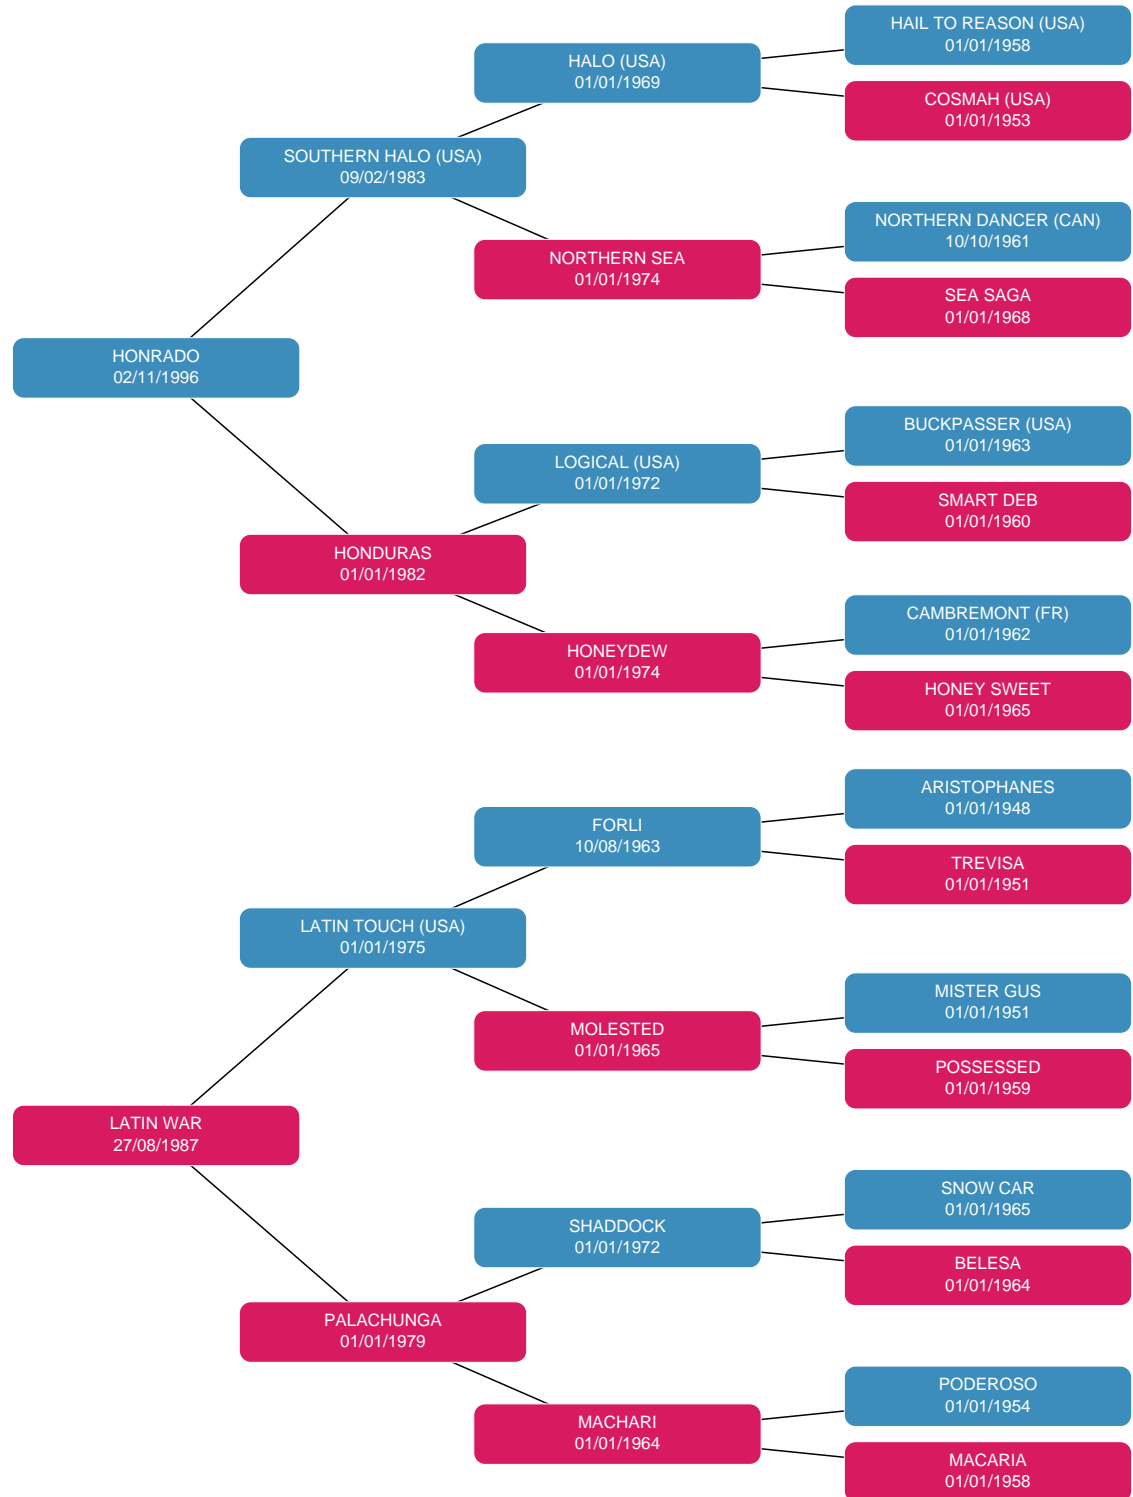 HAIL TO REASON (USA)
01/01/1958
HALO (USA)
01/01/1969
COSMAH (USA)
01/01/1953
SOUTHERN HALO (USA)
09/02/1983
NORTHERN DANCER (CAN)
10/10/1961
NORTHERN SEA
01/01/1974
SEA SAGA
01/01/1968
HONRADO
02/11/1996
BUCKPASSER (USA)
01/01/1963
LOGICAL (USA)
01/01/1972
SMART DEB
01/01/1960
HONDURAS
01/01/1982
CAMBREMONT (FR)
01/01/1962
HONEYDEW
01/01/1974
HONEY SWEET
01/01/1965
ARISTOPHANES
01/01/1948
FORLI
10/08/1963
TREVISA
01/01/1951
LATIN TOUCH (USA)
01/01/1975
MISTER GUS
01/01/1951
MOLESTED
01/01/1965
POSSESSED
01/01/1959
LATIN WAR
27/08/1987
SNOW CAR
01/01/1965
SHADDOCK
01/01/1972
BELESA
01/01/1964
PALACHUNGA
01/01/1979
PODEROSO
01/01/1954
MACHARI
01/01/1964
MACARIA
01/01/1958